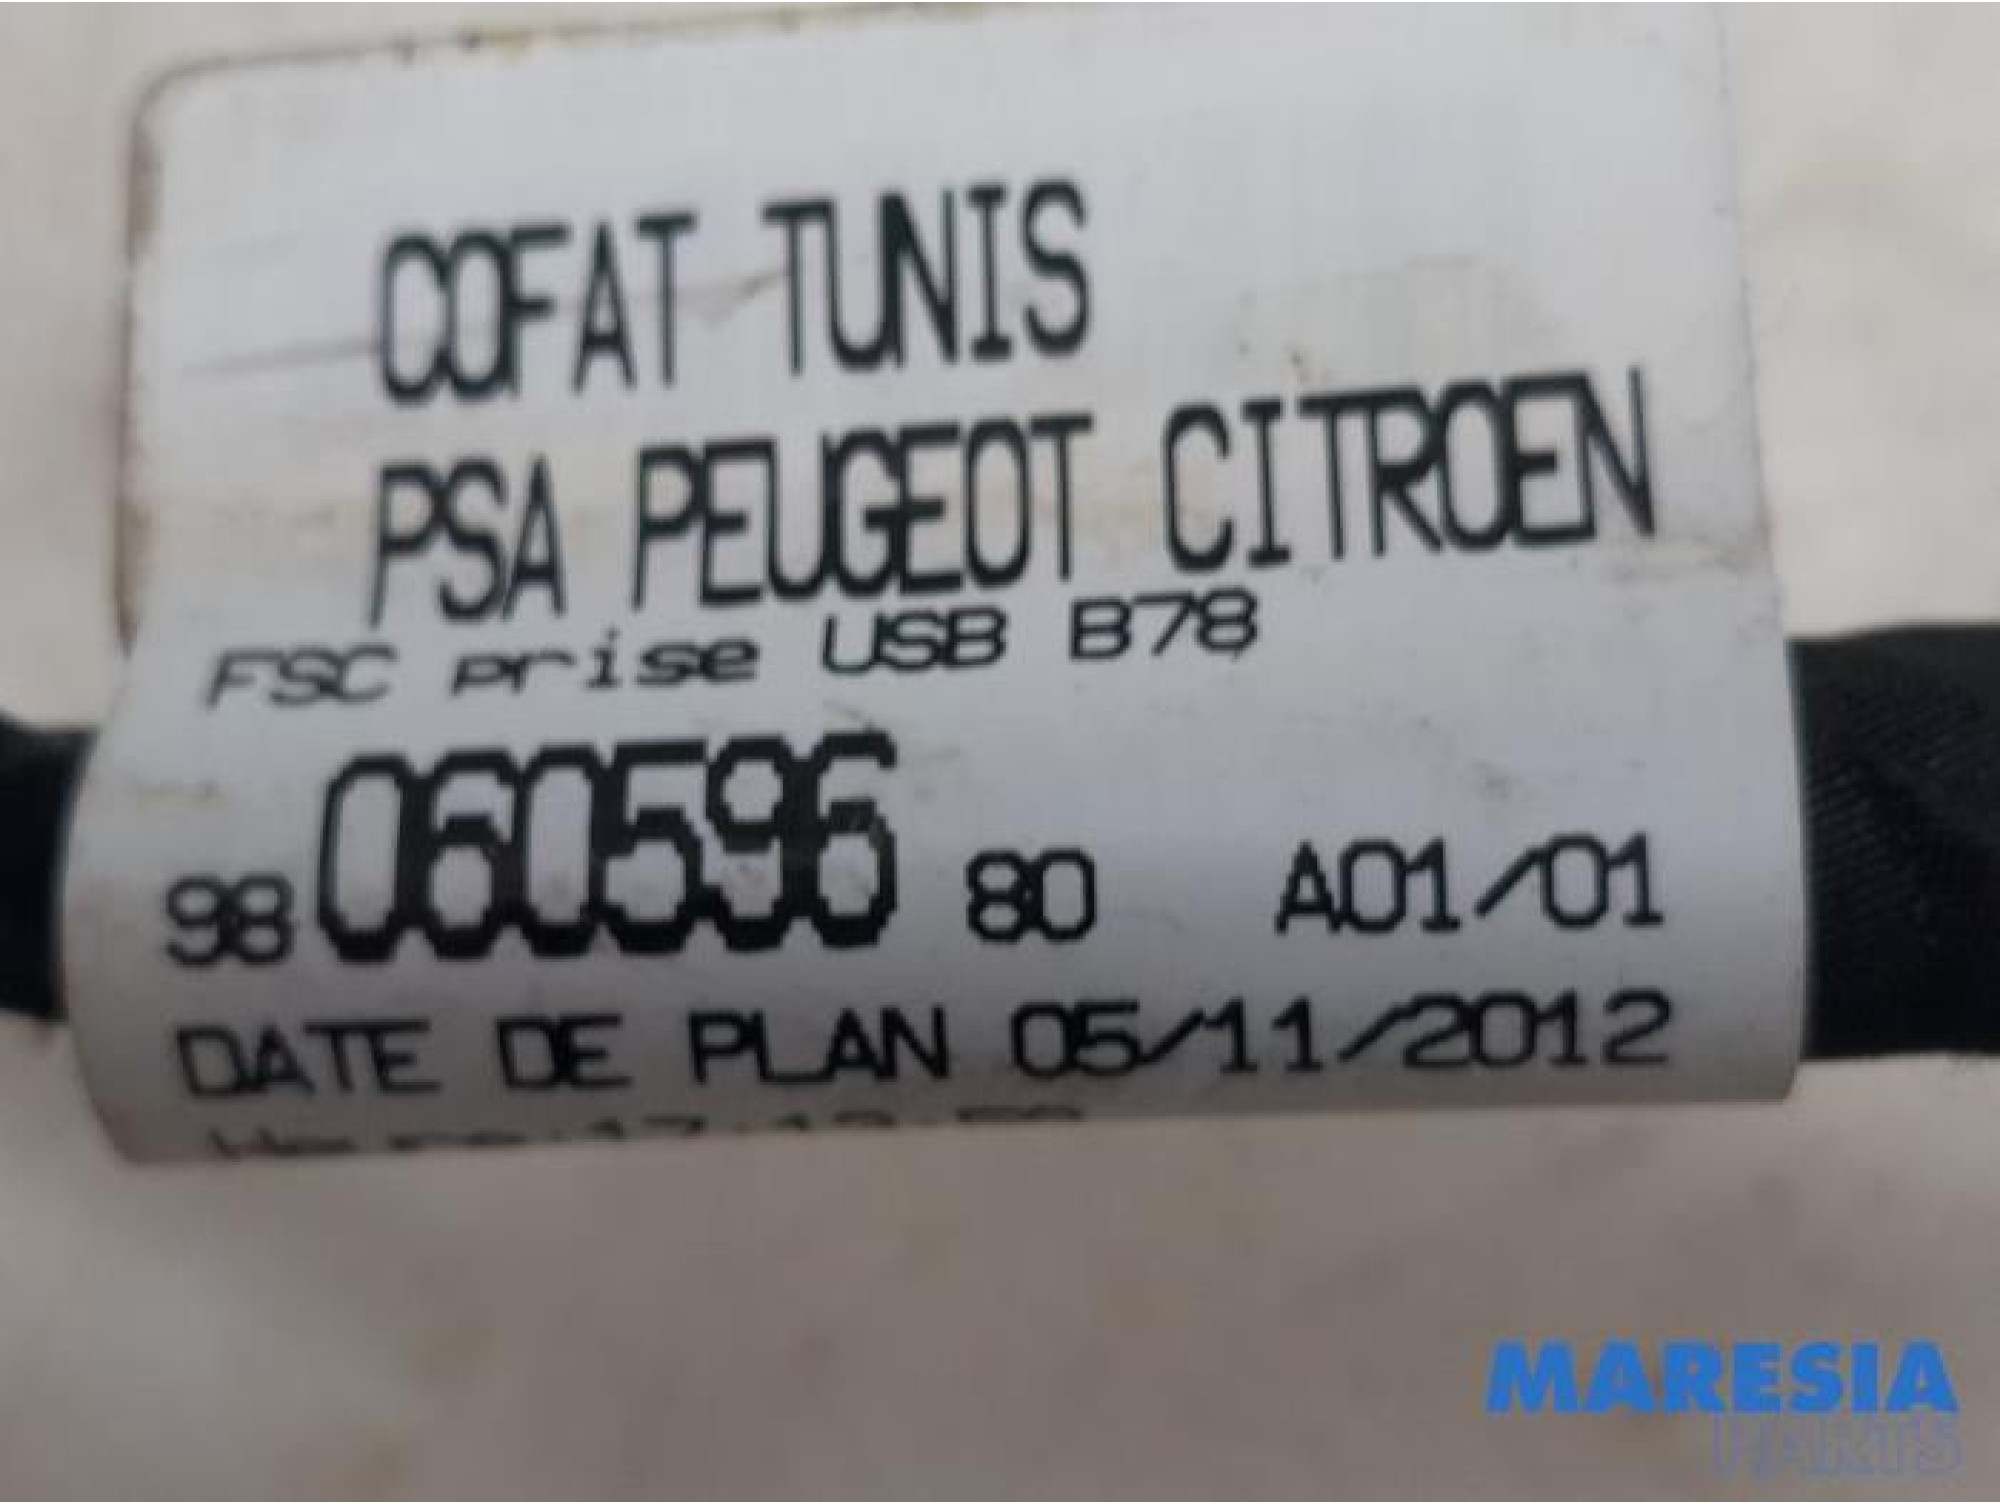 COFAT TUNIS
PSA PEUGEOT CITROEN
FSC prise USB B78
98 060596 80 A01/01
DATE DE PLAN 05/11/2012
MARESIA
PARTS